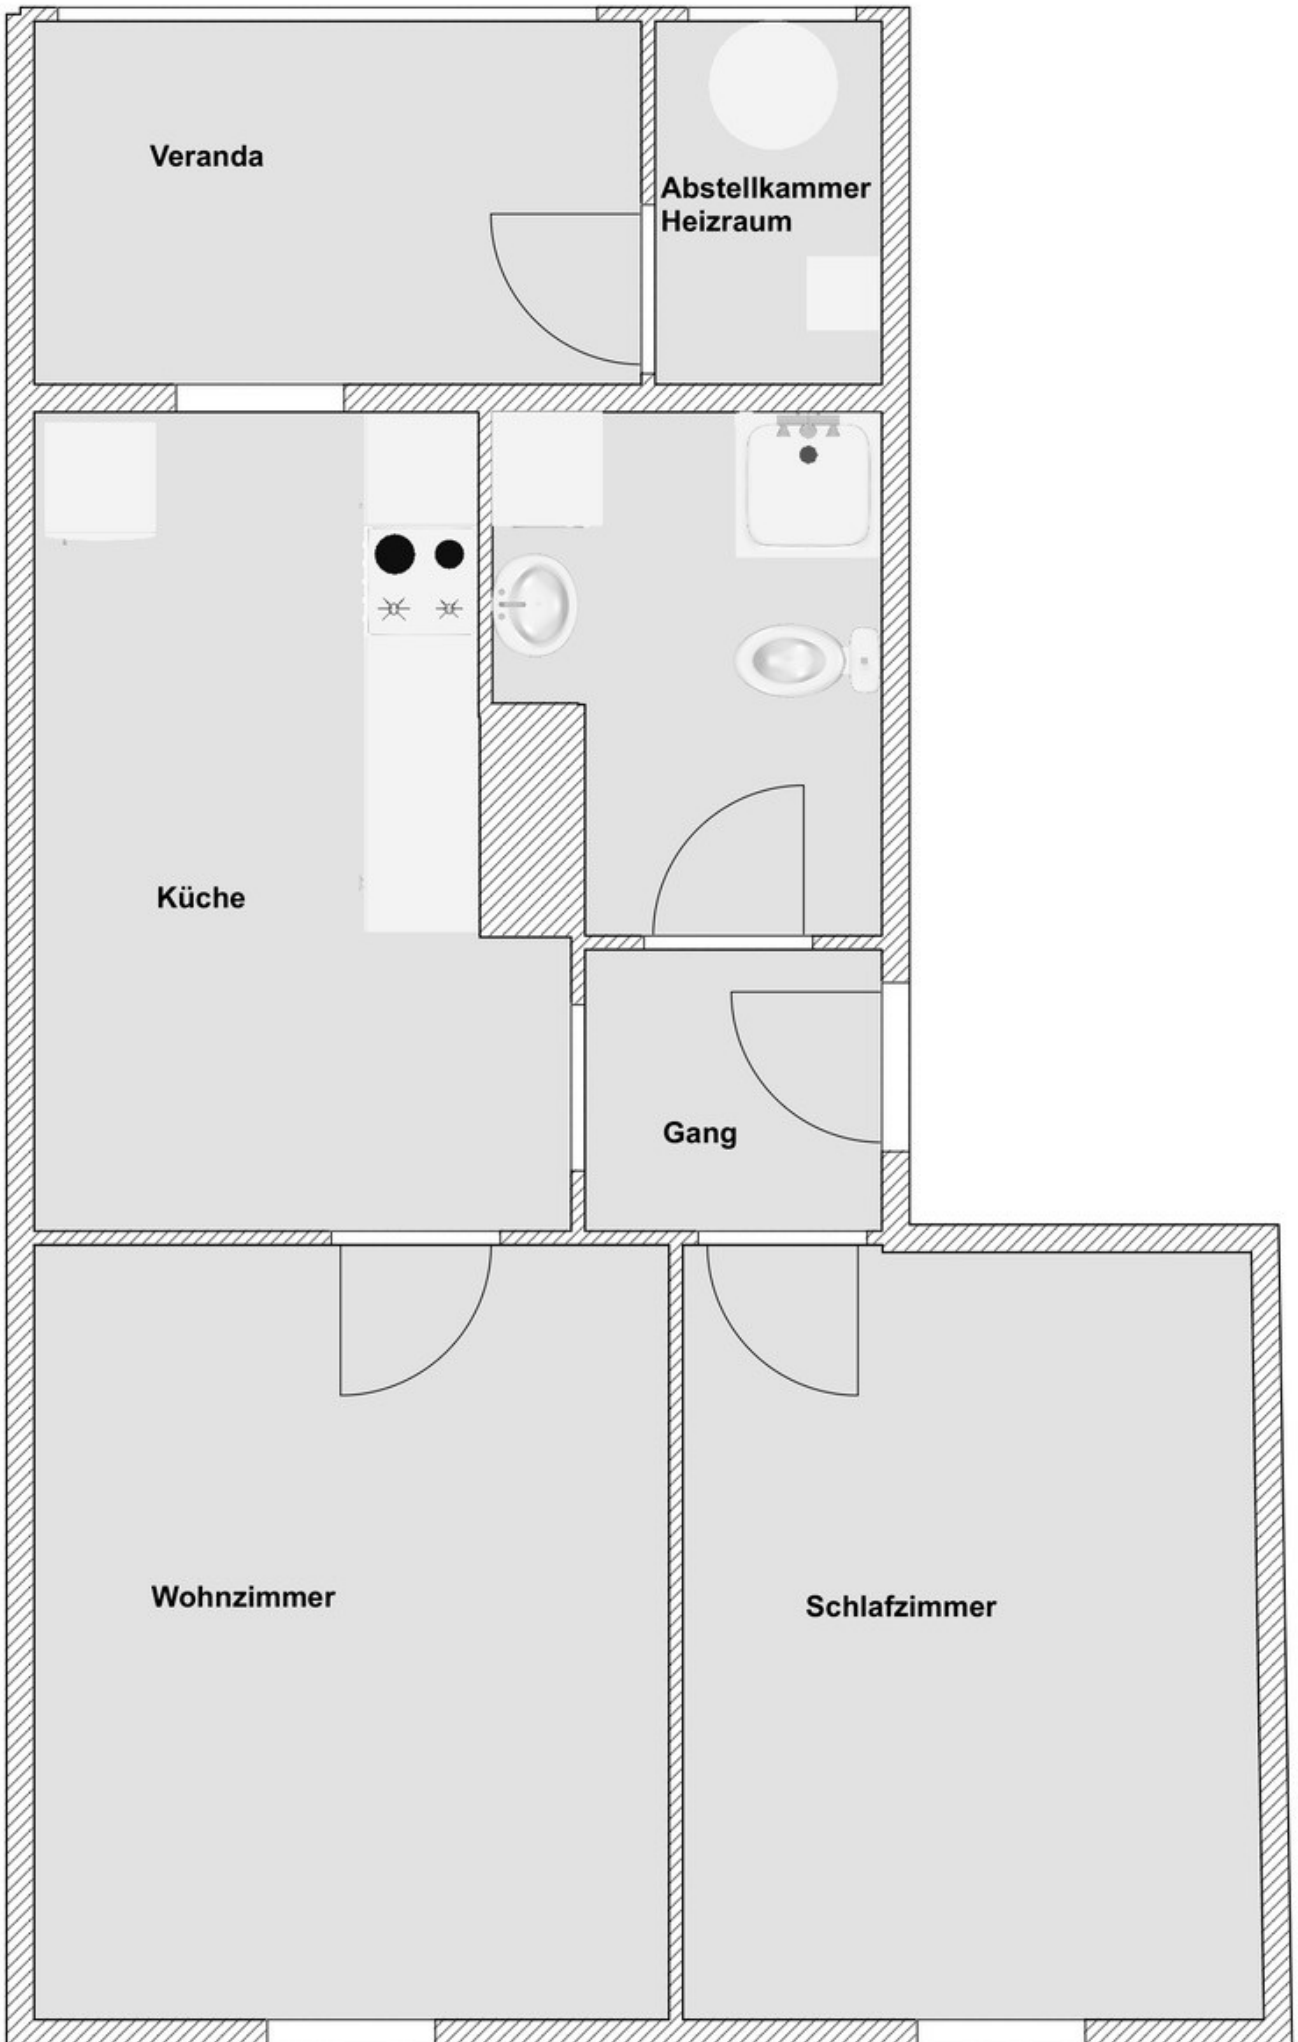 Veranda
Abstellkammer
Heizraum
Küche
Gang
Wohnzimmer
Schlafzimmer